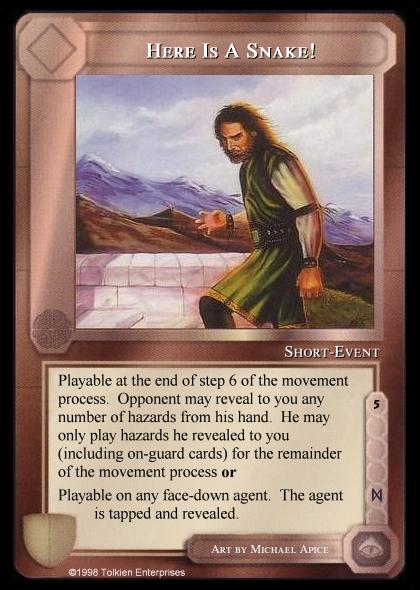 Here Is A Snake!
Short-Event
Playable at the end of step 6 of the movement
process. Opponent may reveal to you any
number of hazards from his hand. He may
only play hazards he revealed to you
(including on-guard cards) for the remainder
of the movement process or
Playable on any face-down agent. The agent
is tapped and revealed.
5
Art by Michael Apice
©1998 Tolkien Enterprises